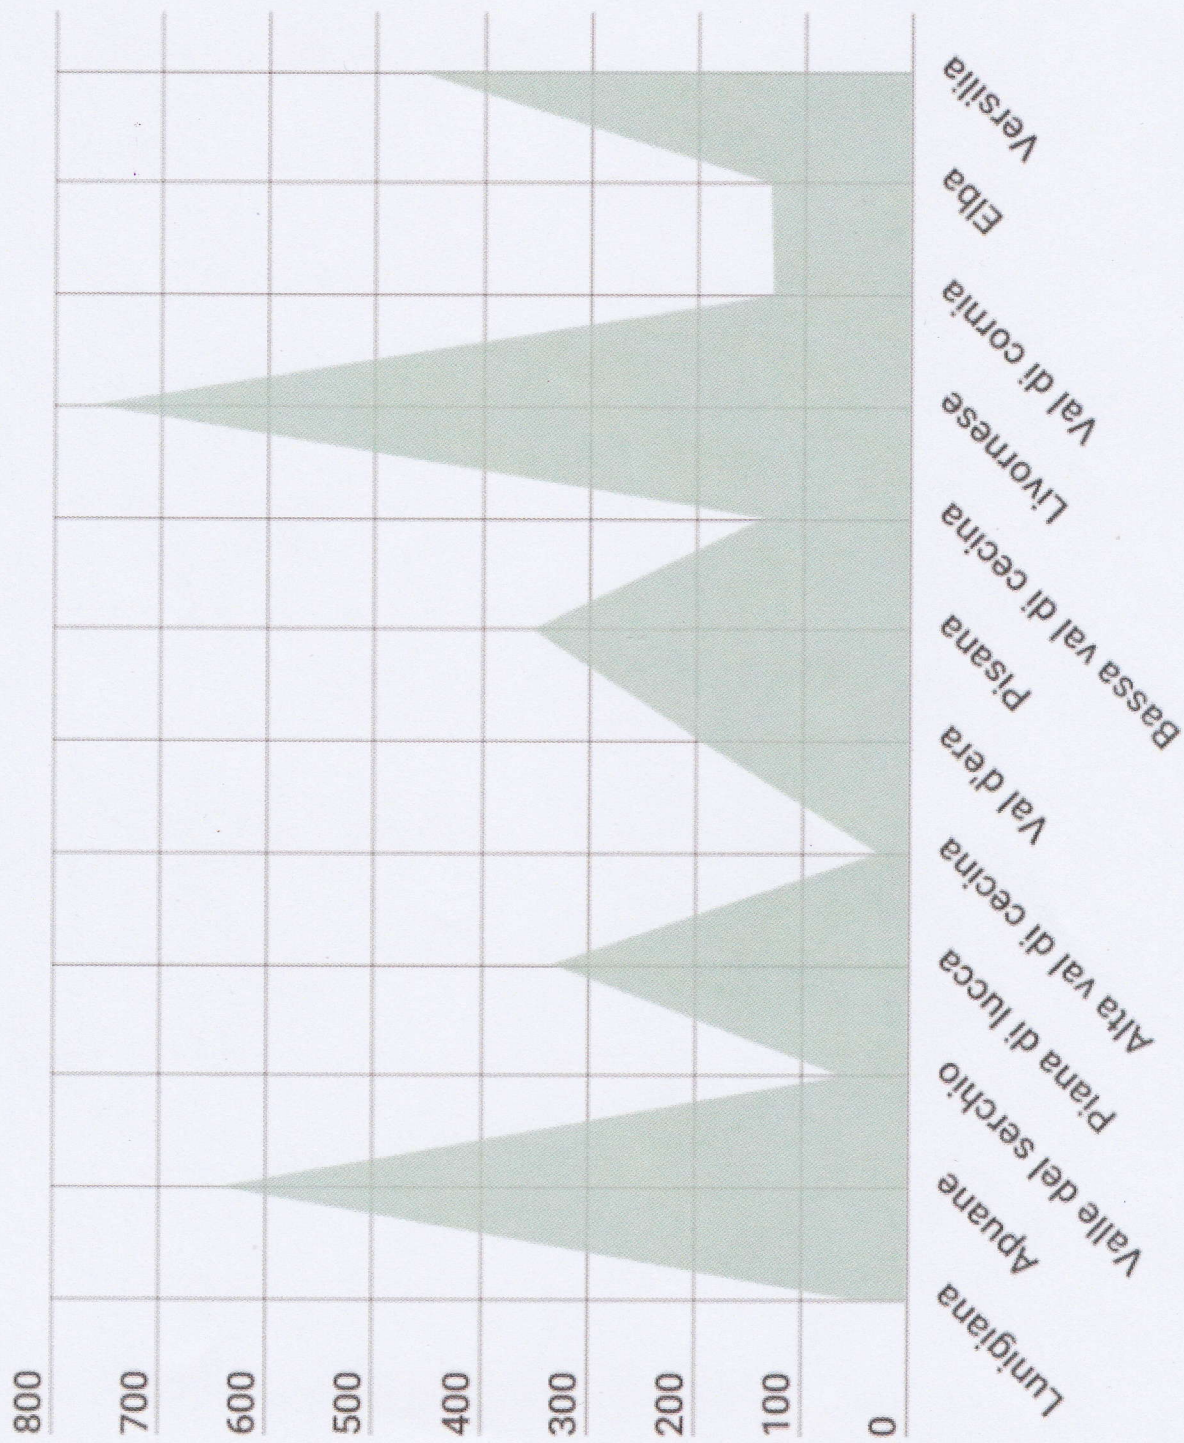 800
700
600
500
400
300
200
100
0
Lunigiana
Apuane
Valle del serchio
Piana di lucca
Alta val di cecina
Val d'era
Pisana
Bassa val di cecina
Livornese
Val di cornia
Elba
Versilia